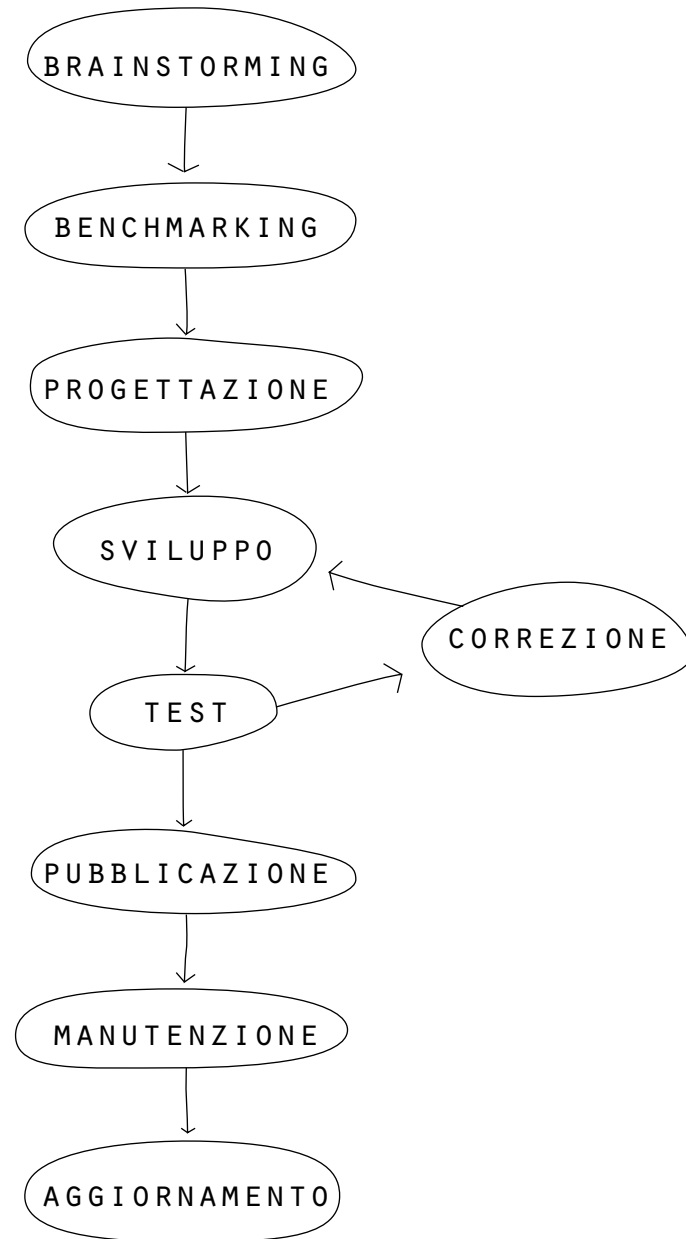 BRAINSTORMING
BENCHMARKING
PROGETTAZIONE
SVILUPPO
CORREZIONE
TEST
PUBBLICAZIONE
MANUTENZIONE
AGGIORNAMENTO